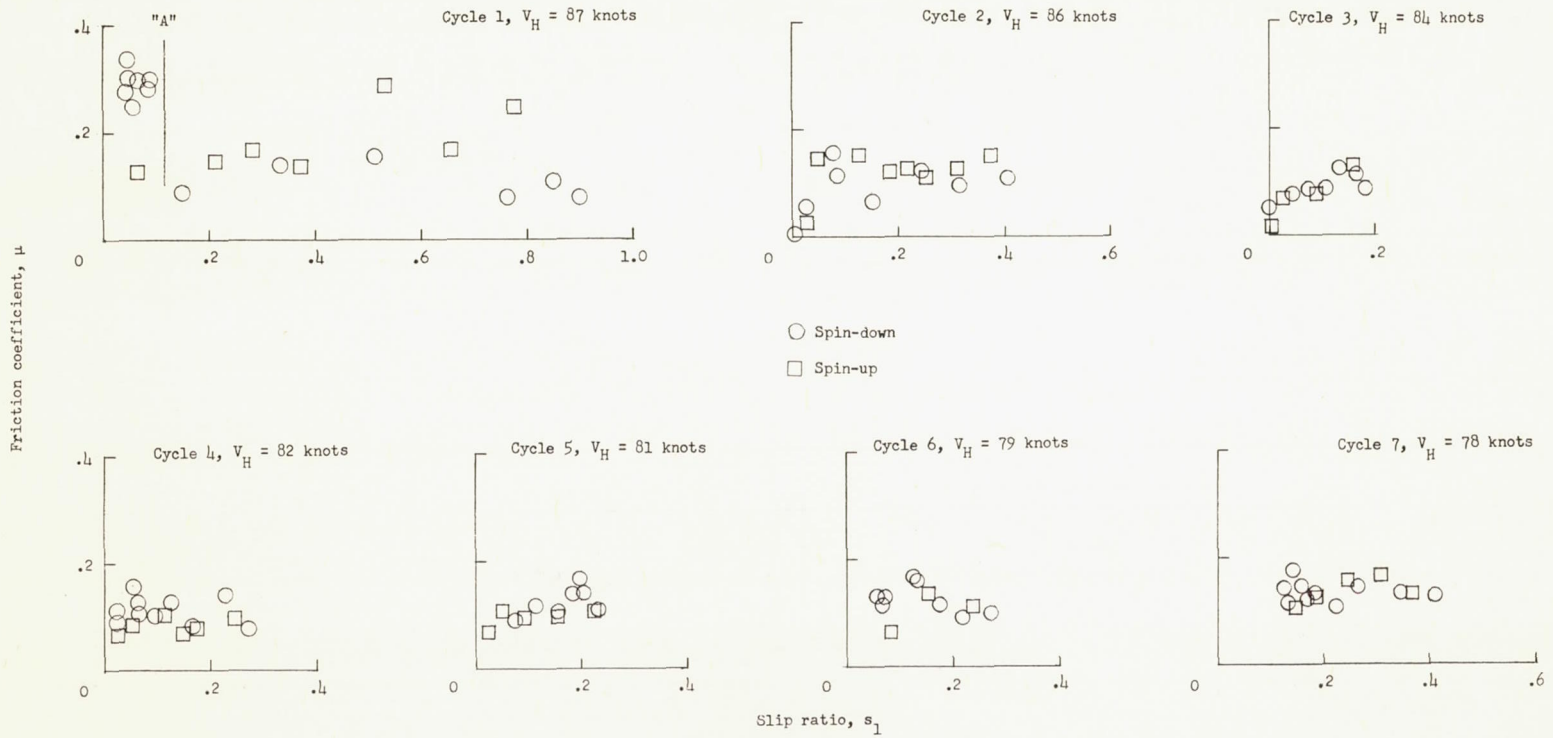 "A"
Cycle 1, V_H = 87 knots
.4
.2
0 .2 .4 .6 .8 1.0
Cycle 2, V_H = 86 knots
0 .2 .4 .6
Cycle 3, V_H = 84 knots
0 .2
Friction coefficient, μ
Spin-down
Spin-up
Cycle 4, V_H = 82 knots
.4
.2
0 .2 .4
Cycle 5, V_H = 81 knots
0 .2 .4
Cycle 6, V_H = 79 knots
0 .2 .4
Cycle 7, V_H = 78 knots
0 .2 .4 .6
Slip ratio, s_1